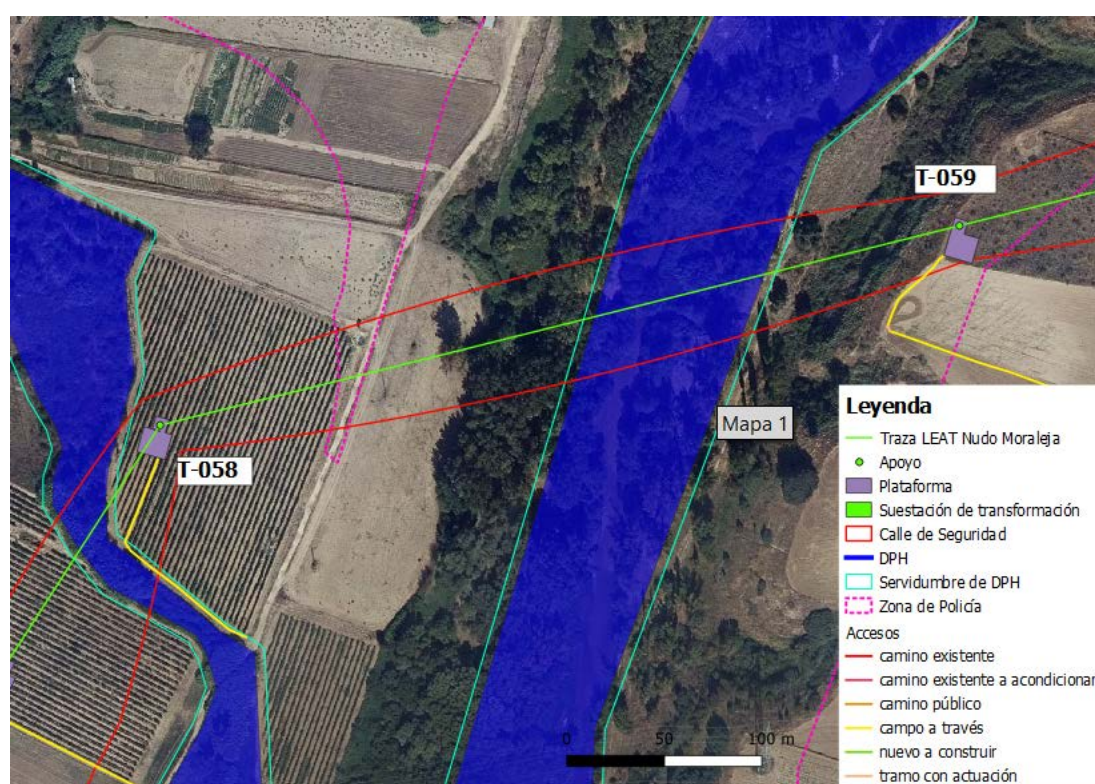 T-059
T-058
Mapa 1
Leyenda
Traza LEAT Nudo Moraleja
Apoyo
Plataforma
Suestación de transformación
Calle de Seguridad
DPH
Servidumbre de DPH
Zona de Policía
Accesos
camino existente
camino existente a acondicionar
camino público
campo a través
nuevo a construir
tramo con actuación
0 50 100 m